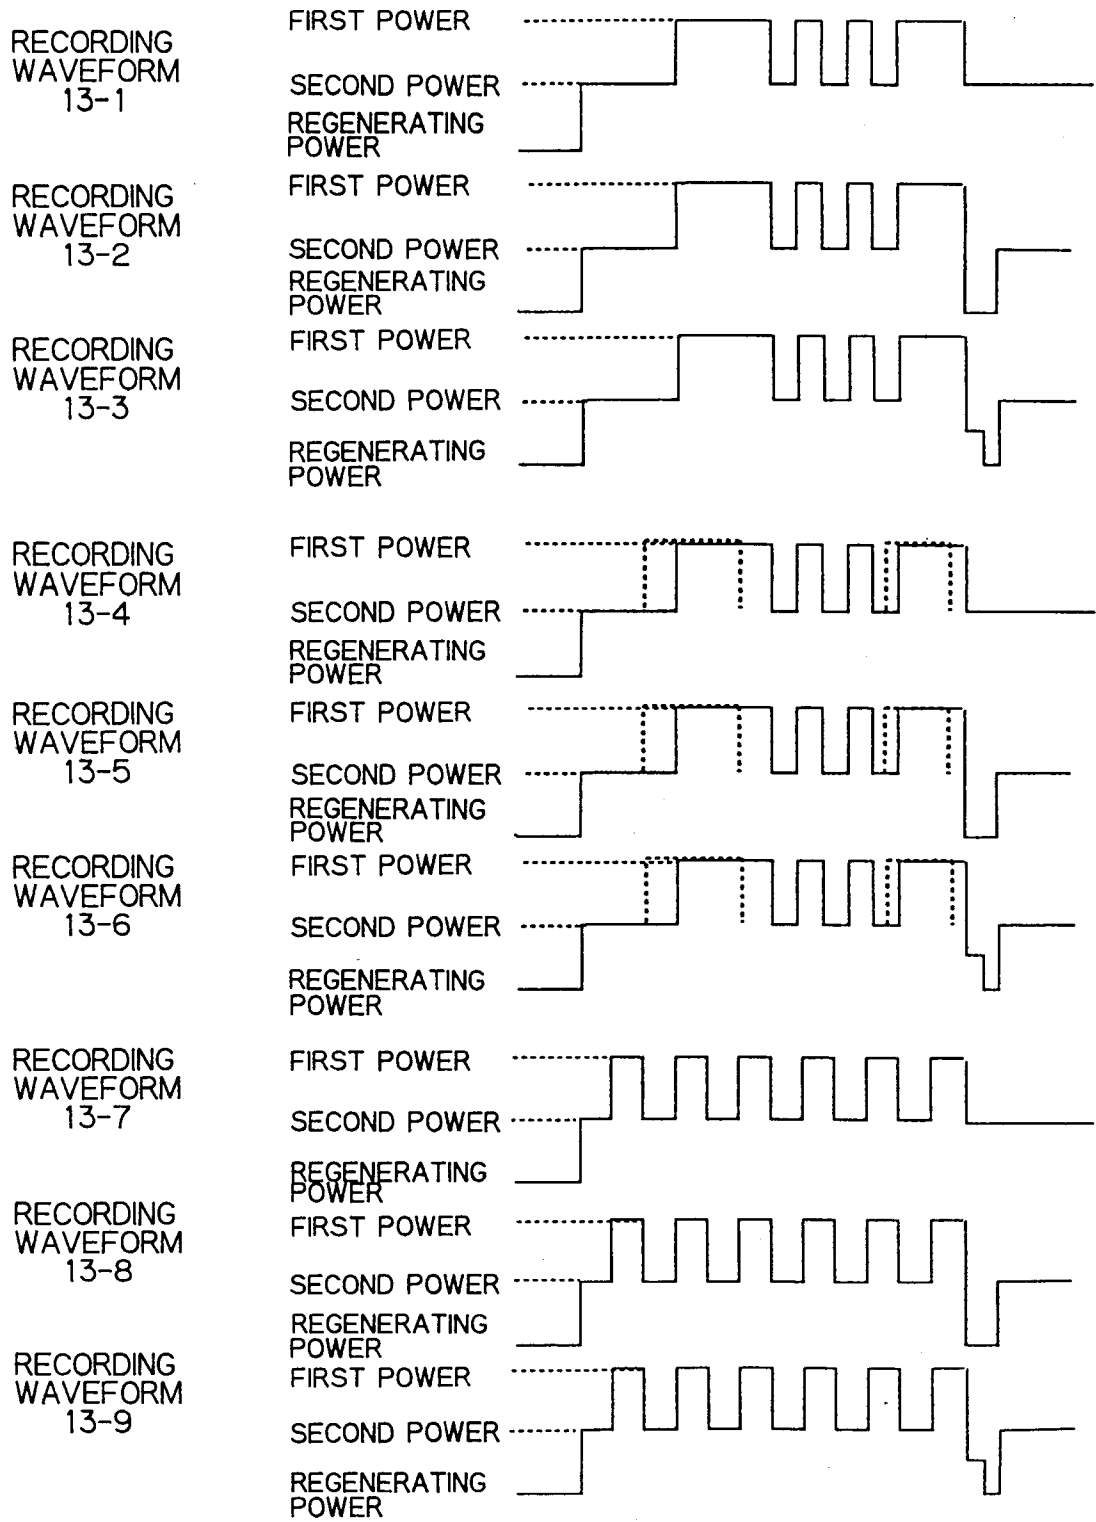 RECORDING
WAVEFORM
13-1
FIRST POWER
SECOND POWER
REGENERATING
POWER
RECORDING
WAVEFORM
13-2
FIRST POWER
SECOND POWER
REGENERATING
POWER
RECORDING
WAVEFORM
13-3
FIRST POWER
SECOND POWER
REGENERATING
POWER
RECORDING
WAVEFORM
13-4
FIRST POWER
SECOND POWER
REGENERATING
POWER
RECORDING
WAVEFORM
13-5
FIRST POWER
SECOND POWER
REGENERATING
POWER
RECORDING
WAVEFORM
13-6
FIRST POWER
SECOND POWER
REGENERATING
POWER
RECORDING
WAVEFORM
13-7
FIRST POWER
SECOND POWER
REGENERATING
POWER
RECORDING
WAVEFORM
13-8
FIRST POWER
SECOND POWER
REGENERATING
POWER
RECORDING
WAVEFORM
13-9
FIRST POWER
SECOND POWER
REGENERATING
POWER